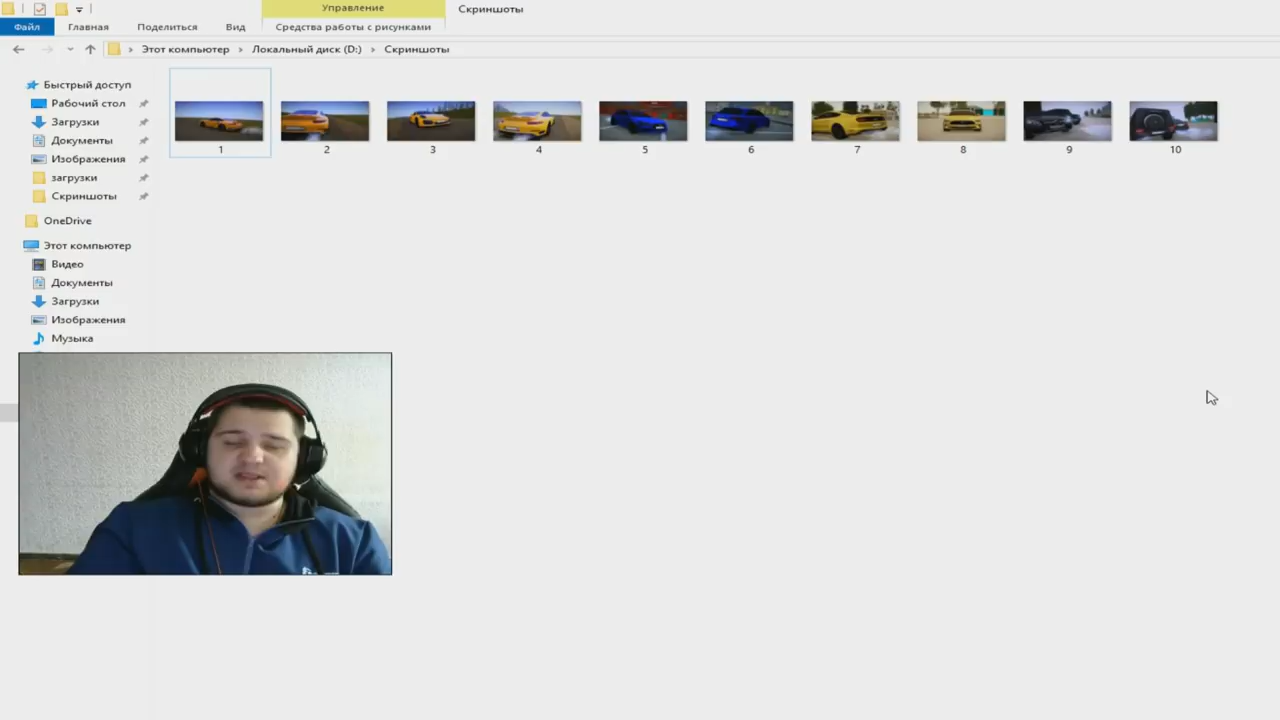 Управление
Скриншоты
Файл
Главная
Поделиться
Вид
Средства работы с рисунками
Этот компьютер
Локальный диск (D:)
Скриншоты
Быстрый доступ
Рабочий стол
Загрузки
Документы
Изображения
загрузки
Скриншоты
OneDrive
Этот компьютер
Видео
Документы
Загрузки
Изображения
Музыка
1 2 3 4 5 6 7 8 9 10